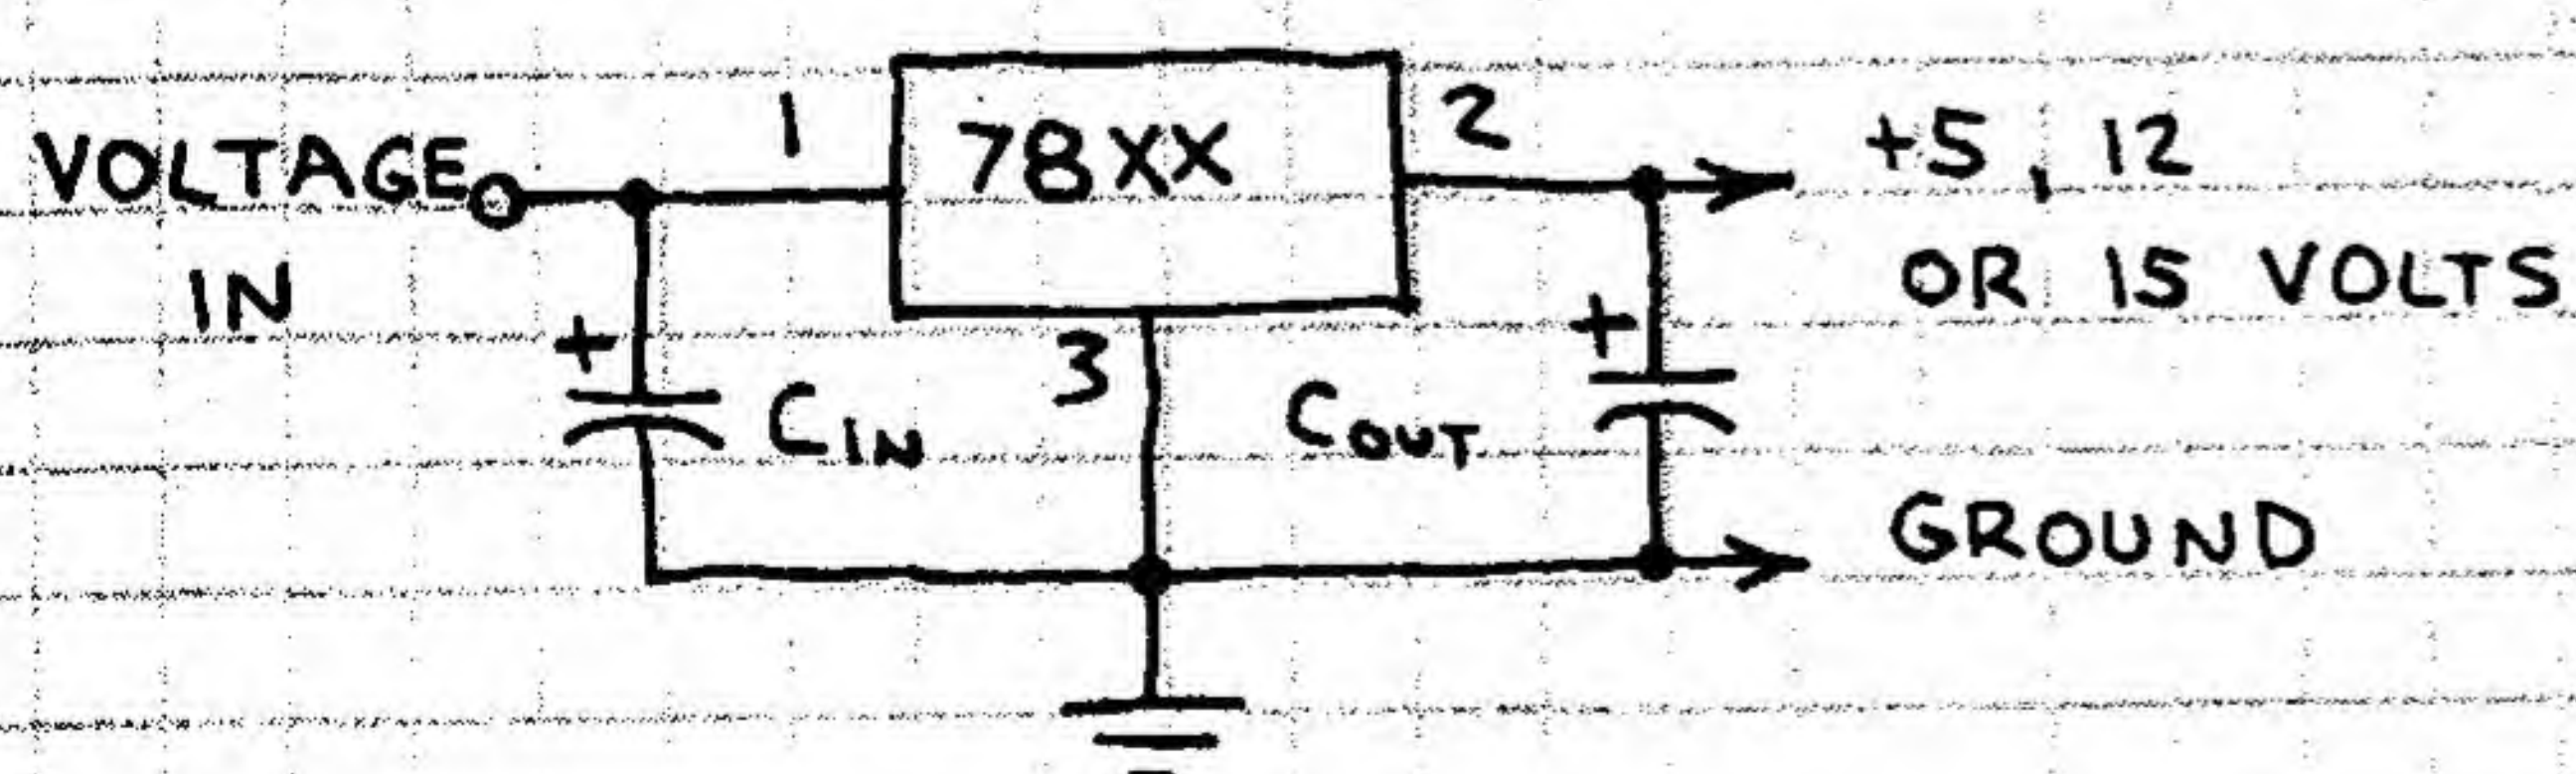 1
78XX
2
+5, 12
VOLTAGE
IN
OR 15 VOLTS
+
+
3
CIN
COUT
GROUND